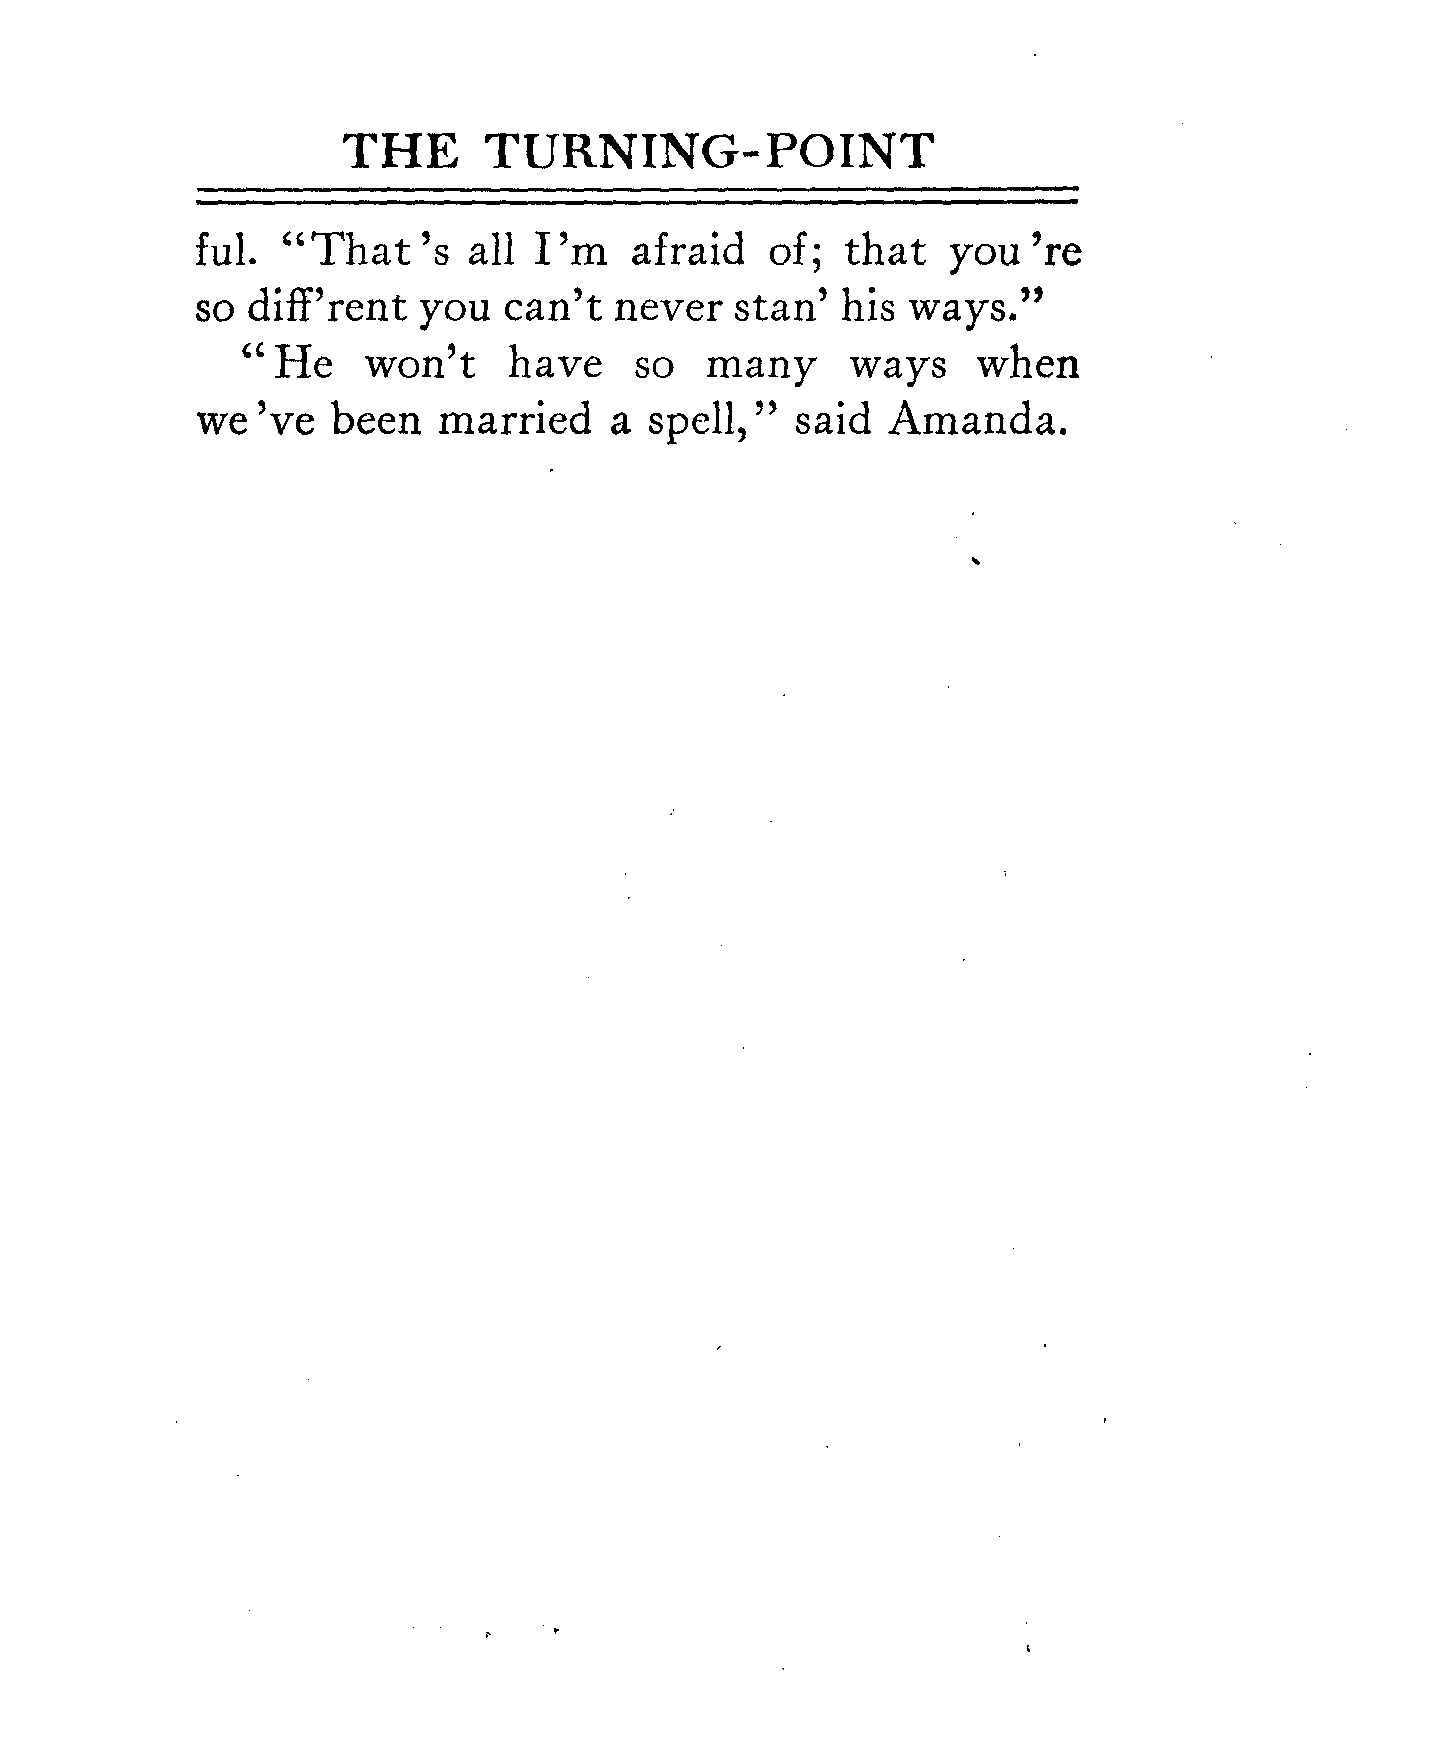 THE TURNING-POINT
ful. “That 's all I 'm afraid of; that you 're
so diff’rent you can’t never stan’ his ways.”
“He won’t have so many ways when
we 've been married a spell,” said Amanda.